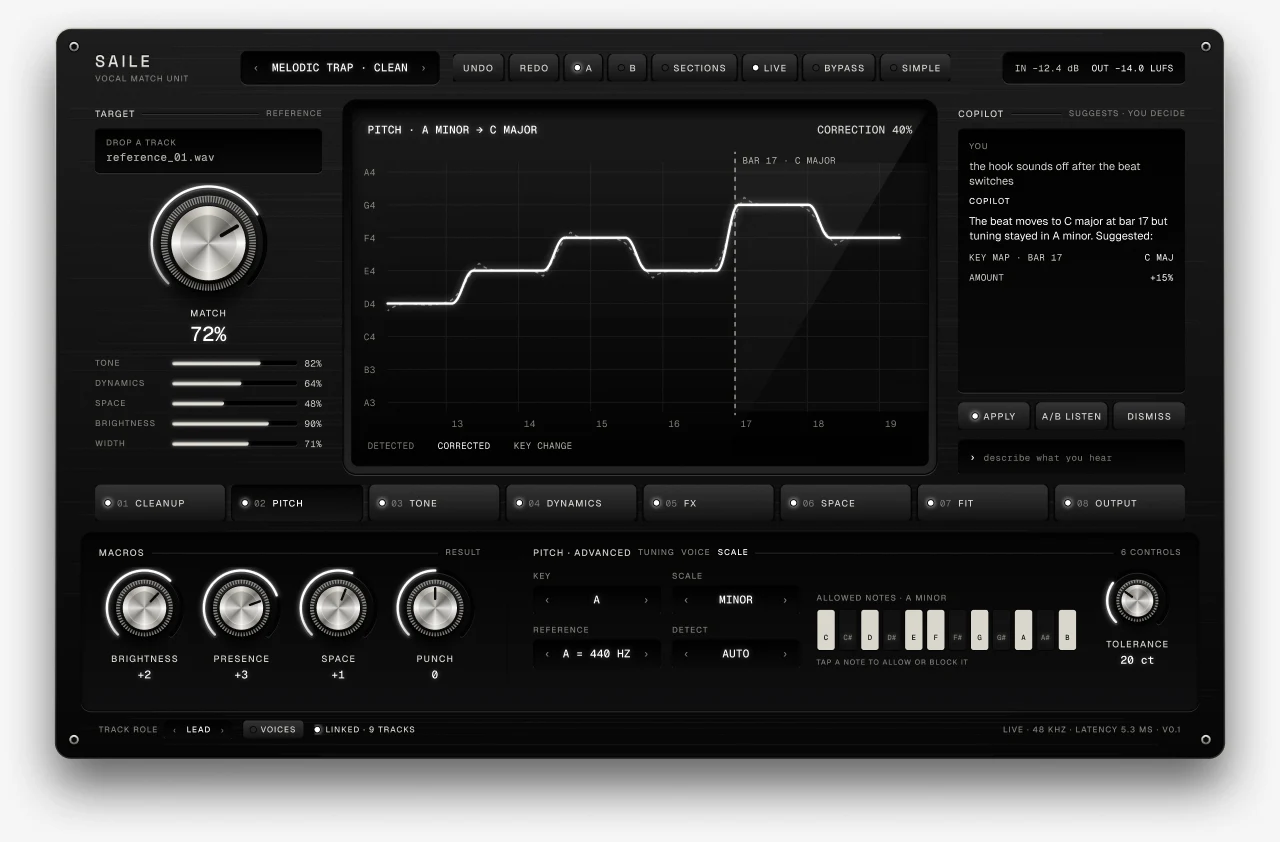 SAILE
VOCAL MATCH UNIT
‹ MELODIC TRAP · CLEAN ›
UNDO
REDO
A
B
SECTIONS
LIVE
BYPASS
SIMPLE
IN −12.4 dB OUT −14.0 LUFS
TARGET
REFERENCE
DROP A TRACK
reference_01.wav
MATCH
72%
TONE 82%
DYNAMICS 64%
SPACE 48%
BRIGHTNESS 90%
WIDTH 71%
PITCH · A MINOR → C MAJOR
CORRECTION 40%
BAR 17 · C MAJOR
A4
G4
F4
E4
D4
C4
B3
A3
13 14 15 16 17 18 19
DETECTED CORRECTED KEY CHANGE
COPILOT
SUGGESTS · YOU DECIDE
YOU
the hook sounds off after the beat
switches
COPILOT
The beat moves to C major at bar 17 but
tuning stayed in A minor. Suggested:
KEY MAP · BAR 17 C MAJ
AMOUNT +15%
APPLY
A/B LISTEN
DISMISS
› describe what you hear
01 CLEANUP
02 PITCH
03 TONE
04 DYNAMICS
05 FX
06 SPACE
07 FIT
08 OUTPUT
MACROS
RESULT
BRIGHTNESS
+2
PRESENCE
+3
SPACE
+1
PUNCH
0
PITCH · ADVANCED TUNING VOICE SCALE
6 CONTROLS
KEY
‹ A ›
SCALE
‹ MINOR ›
REFERENCE
‹ A = 440 HZ ›
DETECT
‹ AUTO ›
ALLOWED NOTES · A MINOR
C C# D D# E F F# G G# A A# B
TAP A NOTE TO ALLOW OR BLOCK IT
TOLERANCE
20 ct
TRACK ROLE ‹ LEAD ›
VOICES
LINKED · 9 TRACKS
LIVE · 48 KHZ · LATENCY 5.3 MS · V0.1